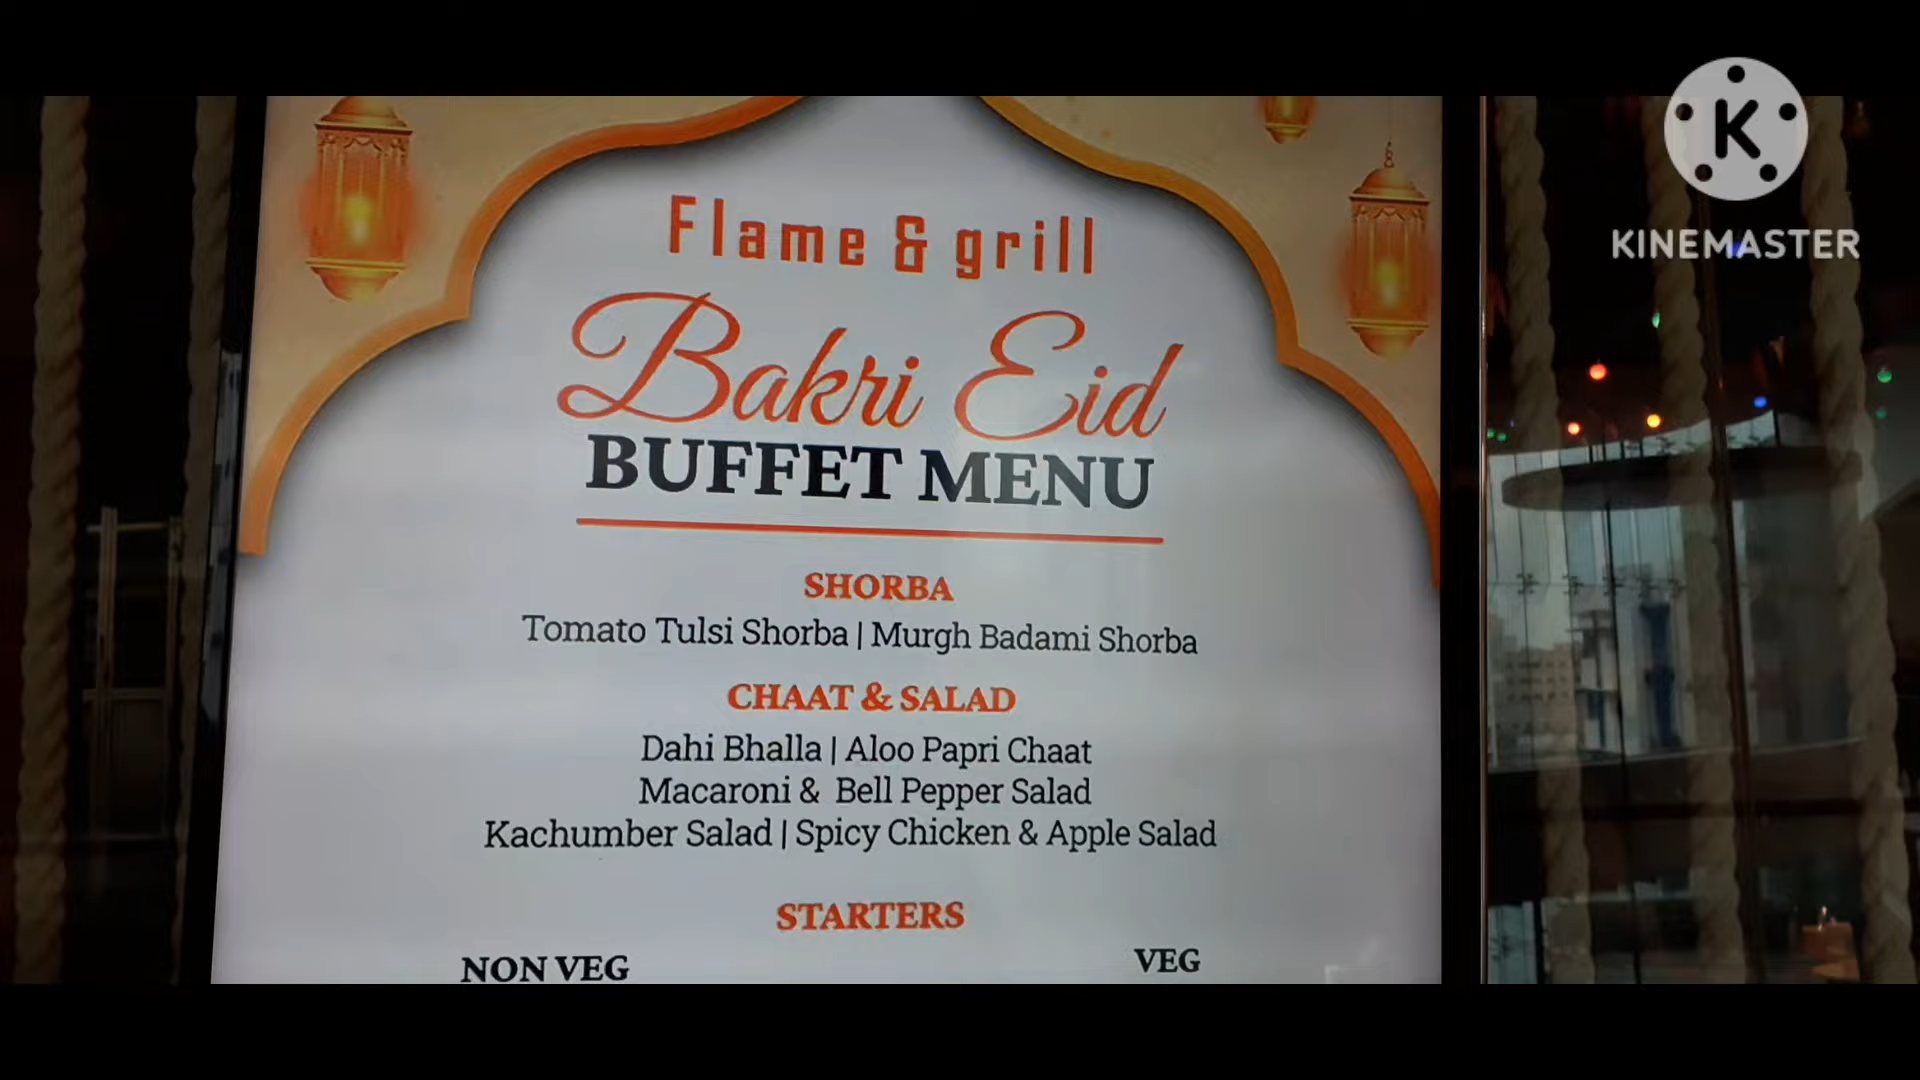 Flame & grill
Bakri Eid
BUFFET MENU
SHORBA
Tomato Tulsi Shorba | Murgh Badami Shorba
CHAAT & SALAD
Dahi Bhalla | Aloo Papri Chaat
Macaroni & Bell Pepper Salad
Kachumber Salad | Spicy Chicken & Apple Salad
STARTERS
NON VEG VEG
K
KINEMASTER